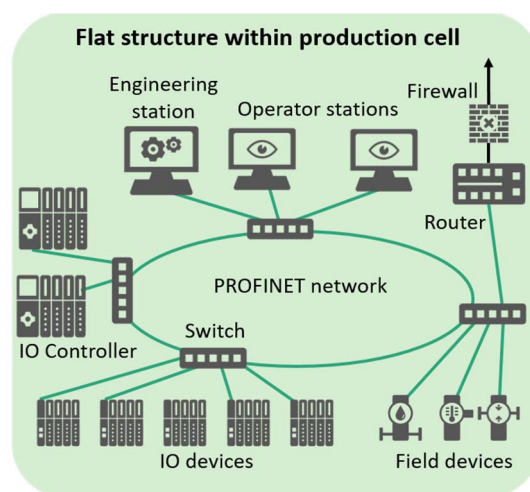 Flat structure within production cell
Engineering
station
Operator stations
Firewall
Router
PROFINET network
Switch
IO Controller
IO devices
Field devices